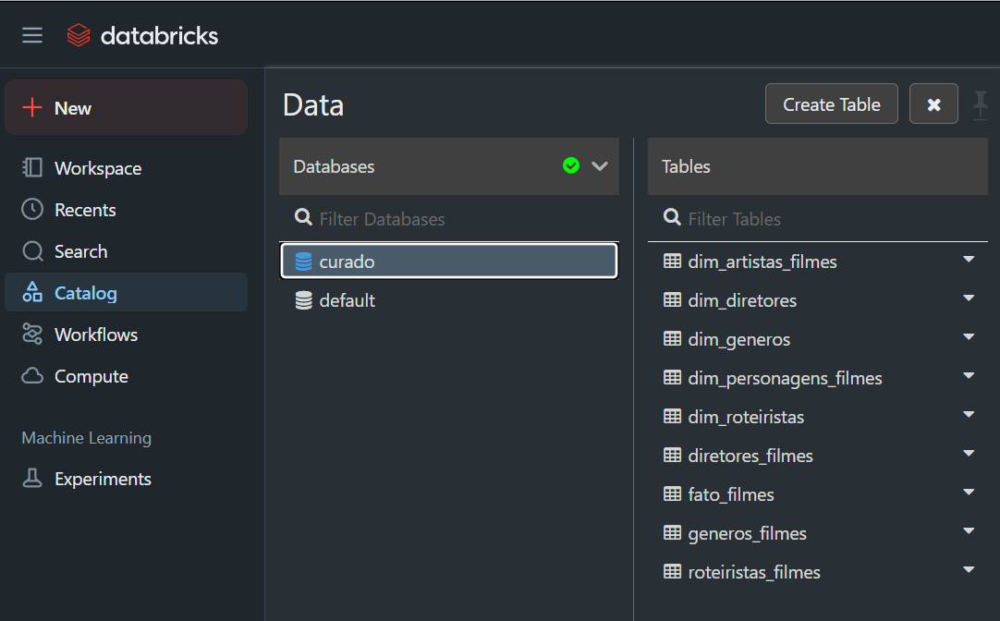 databricks
New
Workspace
Recents
Search
Catalog
Workflows
Compute
Machine Learning
Experiments
Data
Create Table
Databases
Filter Databases
curado
default
Tables
Filter Tables
dim_artistas_filmes
dim_diretores
dim_generos
dim_personagens_filmes
dim_roteiristas
diretores_filmes
fato_filmes
generos_filmes
roteiristas_filmes